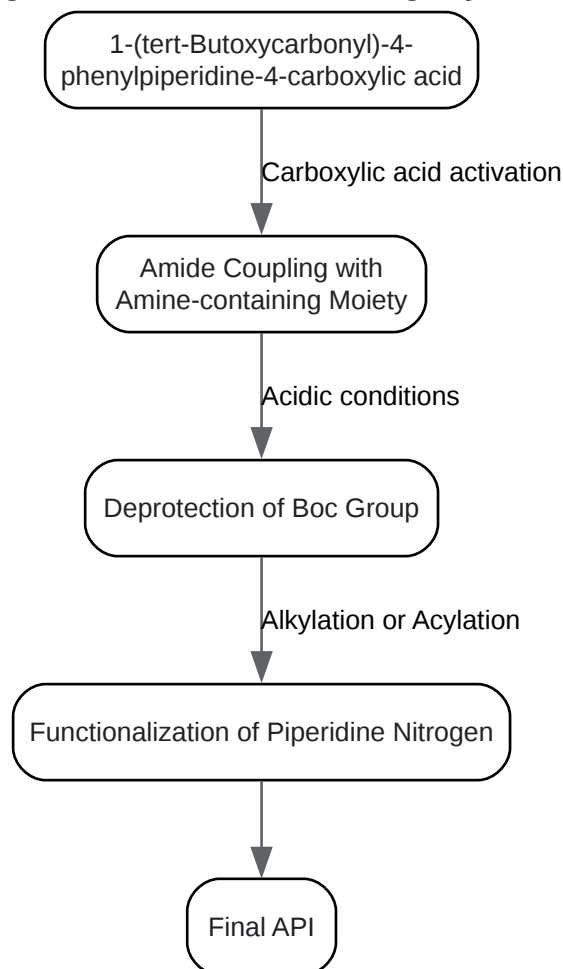 1-(tert-Butoxycarbonyl)-4-
phenylpiperidine-4-carboxylic acid
Carboxylic acid activation
Amide Coupling with
Amine-containing Moiety
Acidic conditions
Deprotection of Boc Group
Alkylation or Acylation
Functionalization of Piperidine Nitrogen
Final API